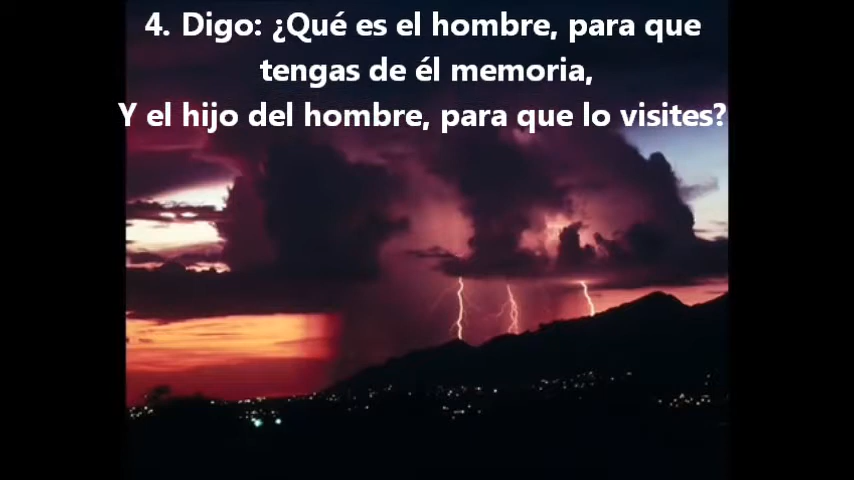 4. Digo: ¿Qué es el hombre, para que
tengas de él memoria,
Y el hijo del hombre, para que lo visites?